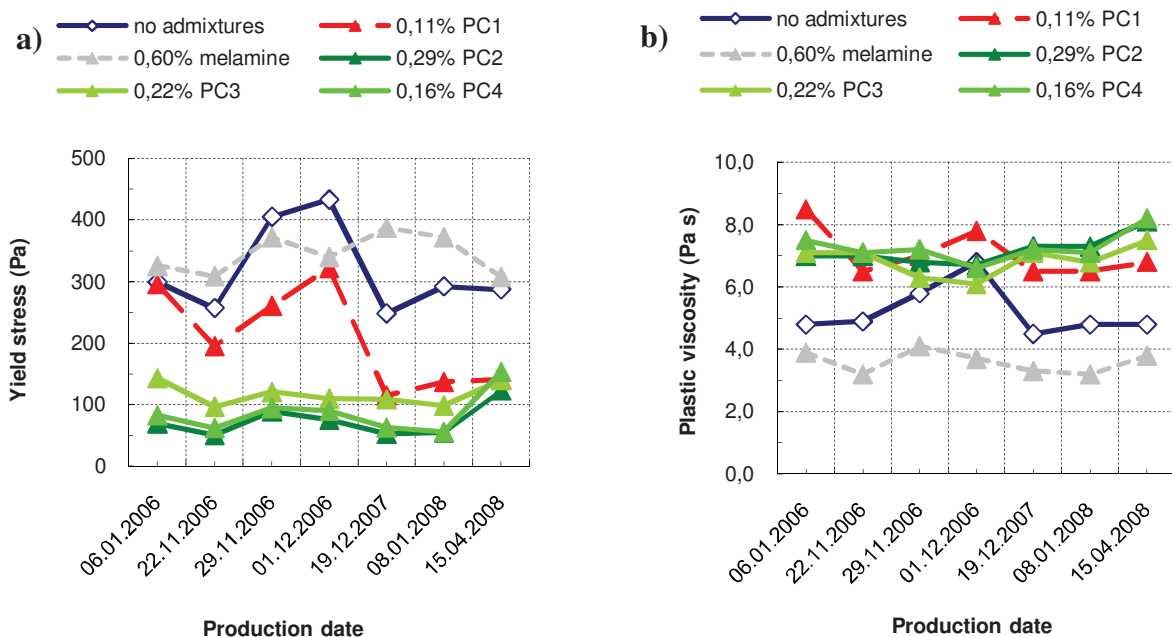 a)
no admixtures 0,11% PC1
0,60% melamine 0,29% PC2
0,22% PC3 0,16% PC4
500
400
300
200
100
0
Yield stress (Pa)
06.01.2006
22.11.2006
29.11.2006
01.12.2006
19.12.2007
08.01.2008
15.04.2008
Production date
b)
no admixtures 0,11% PC1
0,60% melamine 0,29% PC2
0,22% PC3 0,16% PC4
10,0
8,0
6,0
4,0
2,0
0,0
Plastic viscosity (Pa s)
06.01.2006
22.11.2006
29.11.2006
01.12.2006
19.12.2007
08.01.2008
15.04.2008
Production date